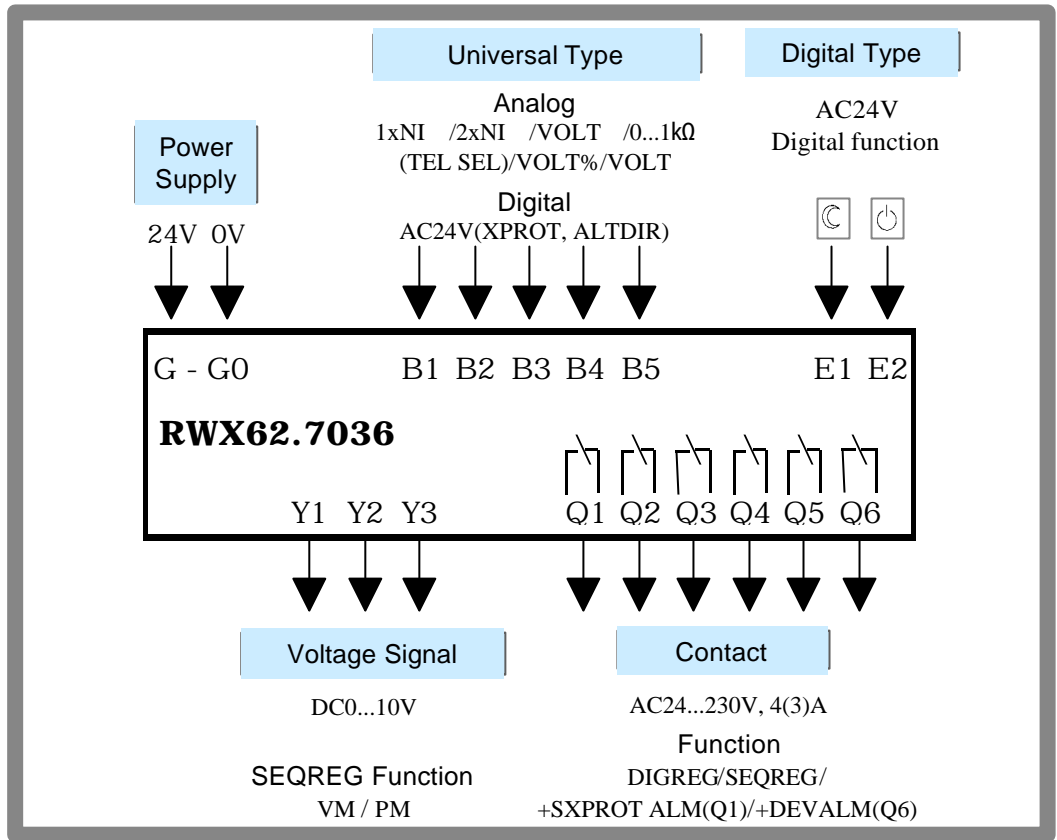 Universal Type
Digital Type
Analog
1xNI /2xNI /VOLT /0...1kΩ
(TEL SEL)/VOLT%/VOLT
Digital
AC24V(XPROT, ALTDIR)
AC24V
Digital function
Power
Supply
24V 0V
G - G0
B1 B2 B3 B4 B5
E1 E2
RWX62.7036
Y1 Y2 Y3
Q1 Q2 Q3 Q4 Q5 Q6
Voltage Signal
DC0...10V
SEQREG Function
VM / PM
Contact
AC24...230V, 4(3)A
Function
DIGREG/SEQREG/
+SXPROT ALM(Q1)/+DEVALM(Q6)